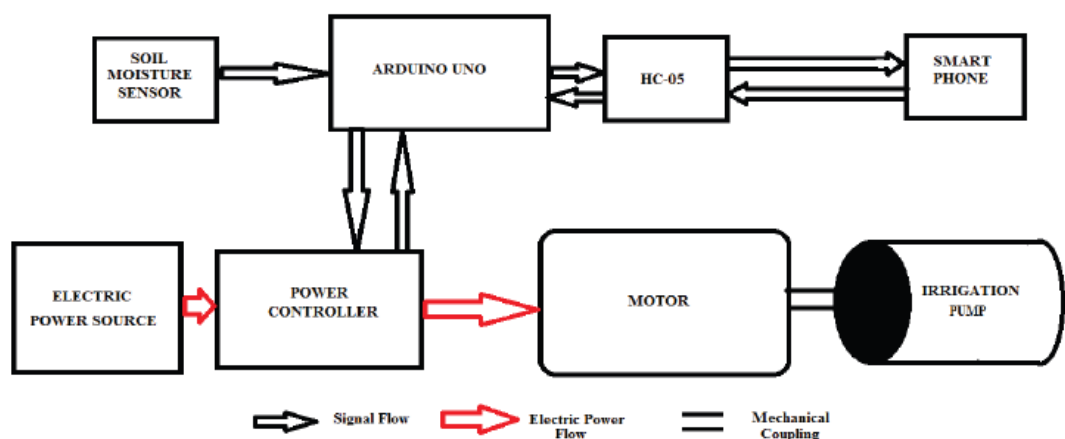 SOIL
MOISTURE
SENSOR
ARDUINO UNO
HC-05
SMART
PHONE
ELECTRIC
POWER SOURCE
POWER
CONTROLLER
MOTOR
IRRIGATION
PUMP
Signal Flow
Electric Power
Flow
Mechanical
Coupling